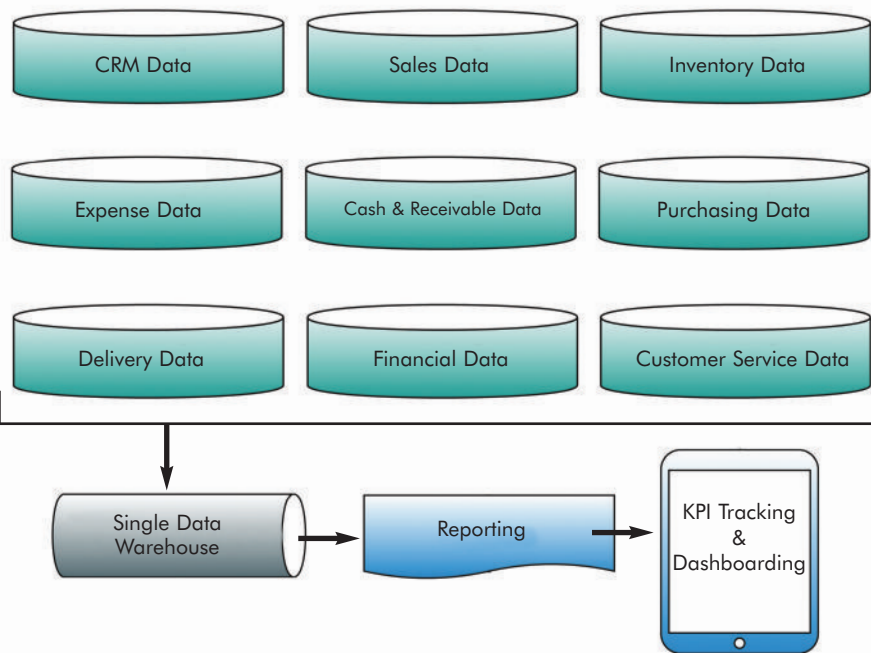 CRM Data
Sales Data
Inventory Data
Expense Data
Cash & Receivable Data
Purchasing Data
Delivery Data
Financial Data
Customer Service Data
Single Data
Warehouse
Reporting
KPI Tracking
&
Dashboarding